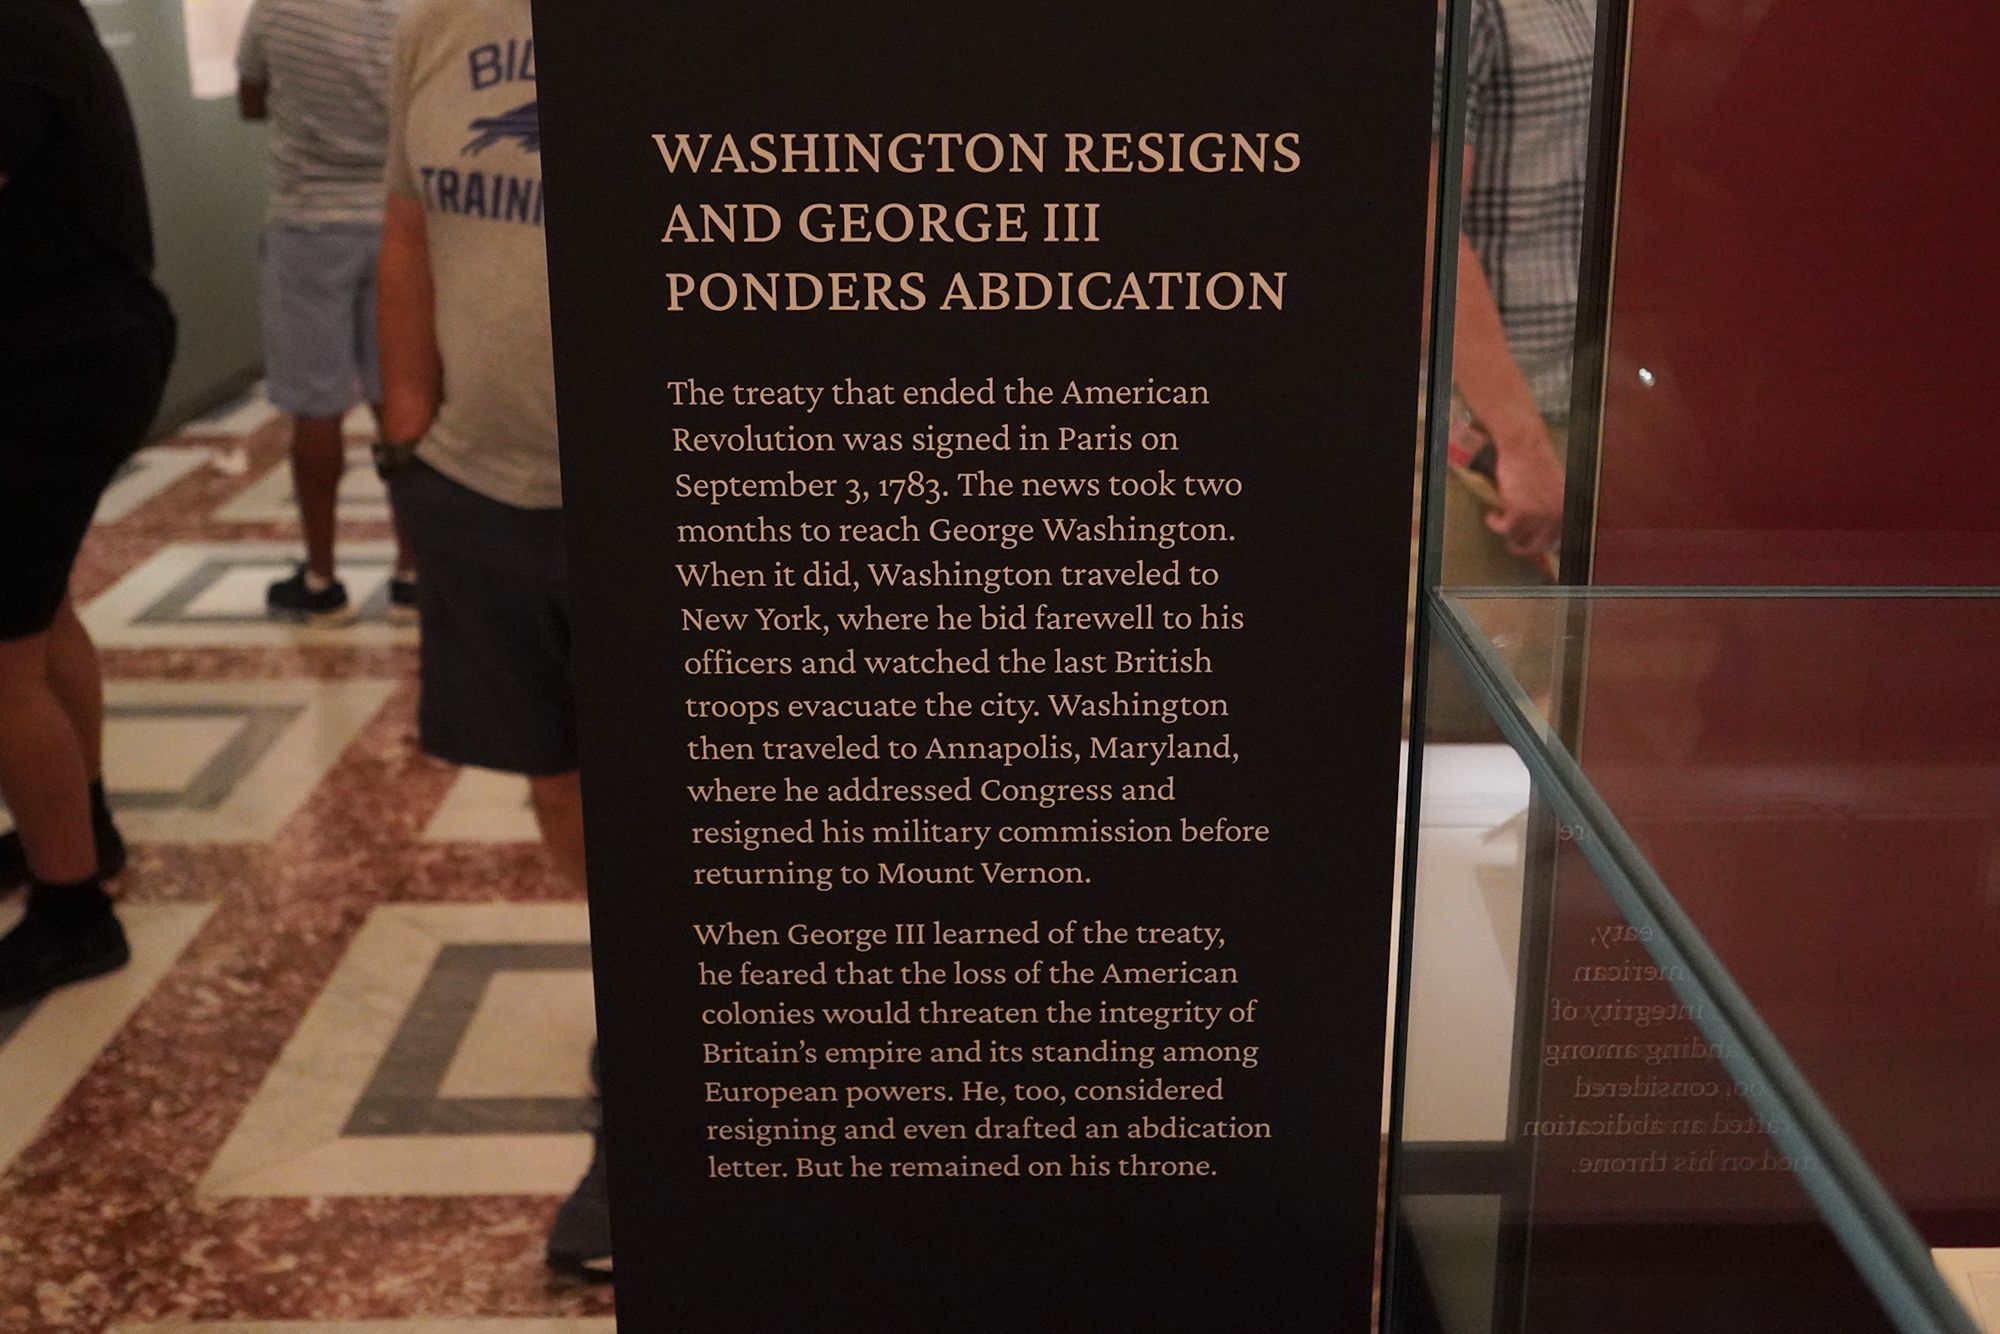 BIL
TRAINI
WASHINGTON RESIGNS
AND GEORGE III
PONDERS ABDICATION
The treaty that ended the American
Revolution was signed in Paris on
September 3, 1783. The news took two
months to reach George Washington.
When it did, Washington traveled to
New York, where he bid farewell to his
officers and watched the last British
troops evacuate the city. Washington
then traveled to Annapolis, Maryland,
where he addressed Congress and
resigned his military commission before
returning to Mount Vernon.
When George III learned of the treaty,
he feared that the loss of the American
colonies would threaten the integrity of
Britain’s empire and its standing among
European powers. He, too, considered
resigning and even drafted an abdication
letter. But he remained on his throne.